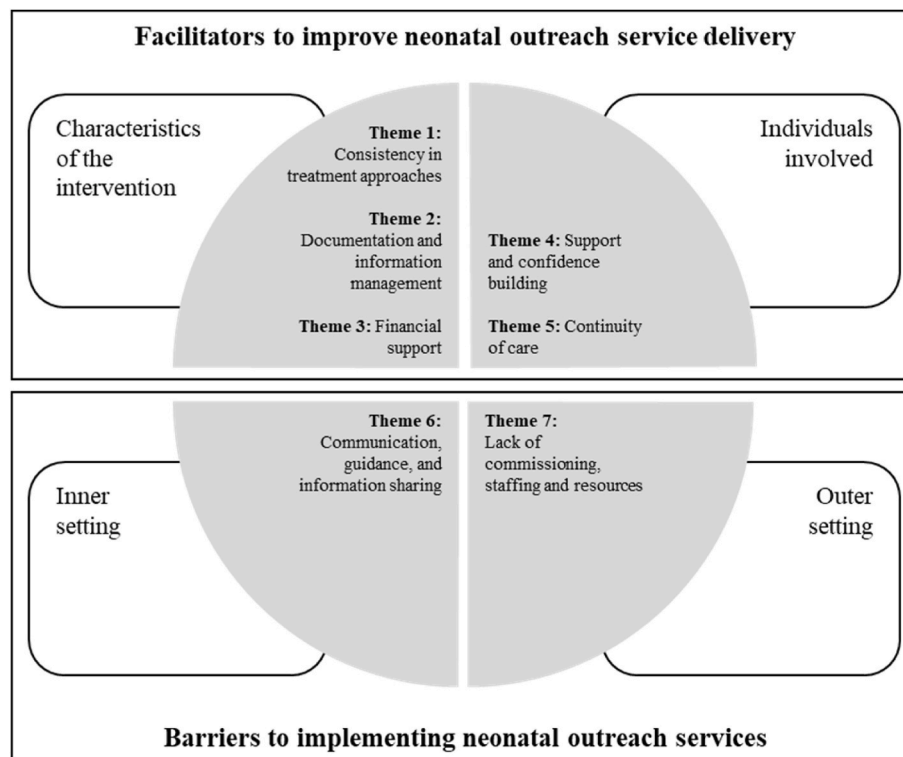 Facilitators to improve neonatal outreach service delivery
Characteristics
of the
intervention
Theme 1:
Consistency in
treatment approaches
Theme 2:
Documentation and
information
management
Theme 3: Financial
support
Individuals
involved
Theme 4: Support
and confidence
building
Theme 5: Continuity
of care
Inner
setting
Theme 6:
Communication,
guidance, and
information sharing
Theme 7:
Lack of
commissioning,
staffing and resources
Outer
setting
Barriers to implementing neonatal outreach services